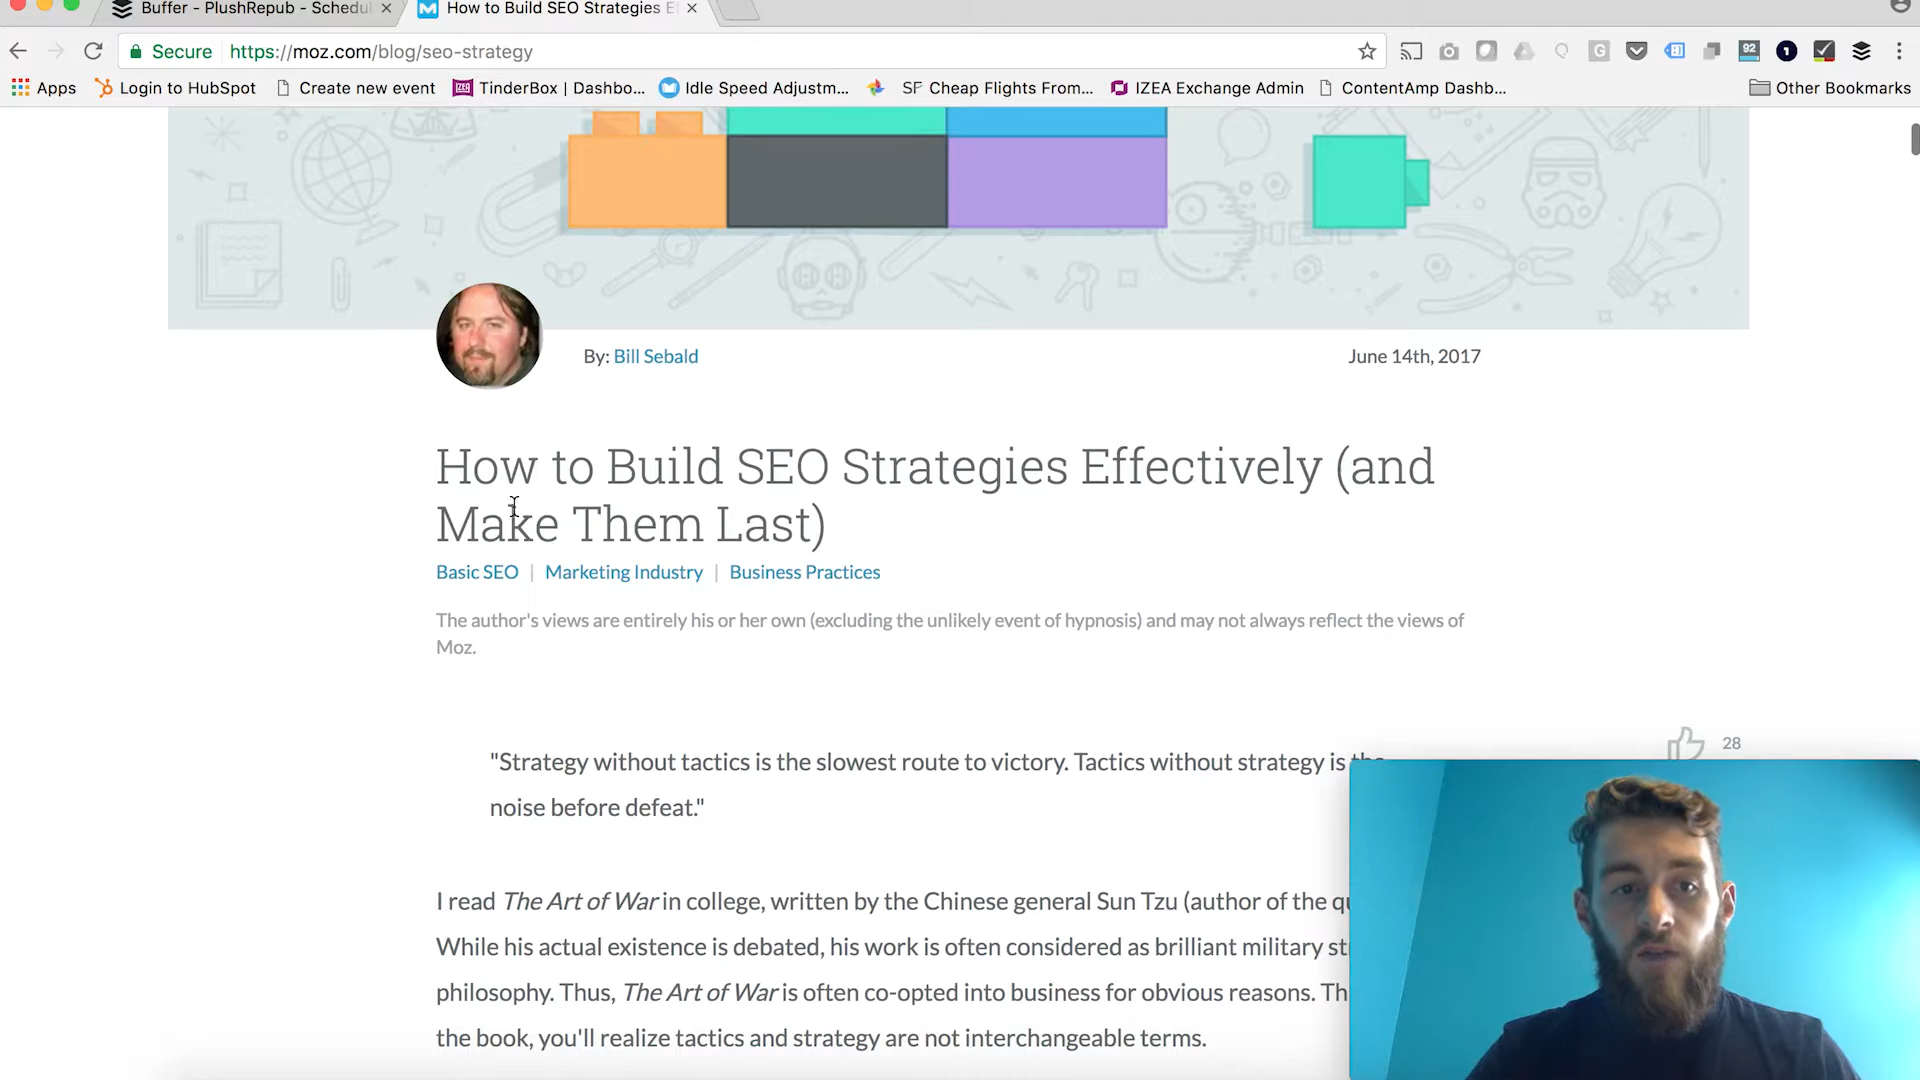 Buffer - PlushRepub - Schedul
How to Build SEO Strategies Ef
Secure
https://moz.com/blog/seo-strategy
92
1
Apps
Login to HubSpot
Create new event
IZEA
TinderBox | Dashbo...
Idle Speed Adjustm...
SF Cheap Flights From...
IZEA Exchange Admin
ContentAmp Dashb...
Other Bookmarks
By: Bill Sebald
June 14th, 2017
How to Build SEO Strategies Effectively (and
Make Them Last)
Basic SEO | Marketing Industry | Business Practices
The author's views are entirely his or her own (excluding the unlikely event of hypnosis) and may not always reflect the views of
Moz.
28
"Strategy without tactics is the slowest route to victory. Tactics without strategy is the
noise before defeat."
I read The Art of War in college, written by the Chinese general Sun Tzu (author of the
While his actual existence is debated, his work is often considered as brilliant military
philosophy. Thus, The Art of War is often co-opted into business for obvious reasons.
the book, you'll realize tactics and strategy are not interchangeable terms.